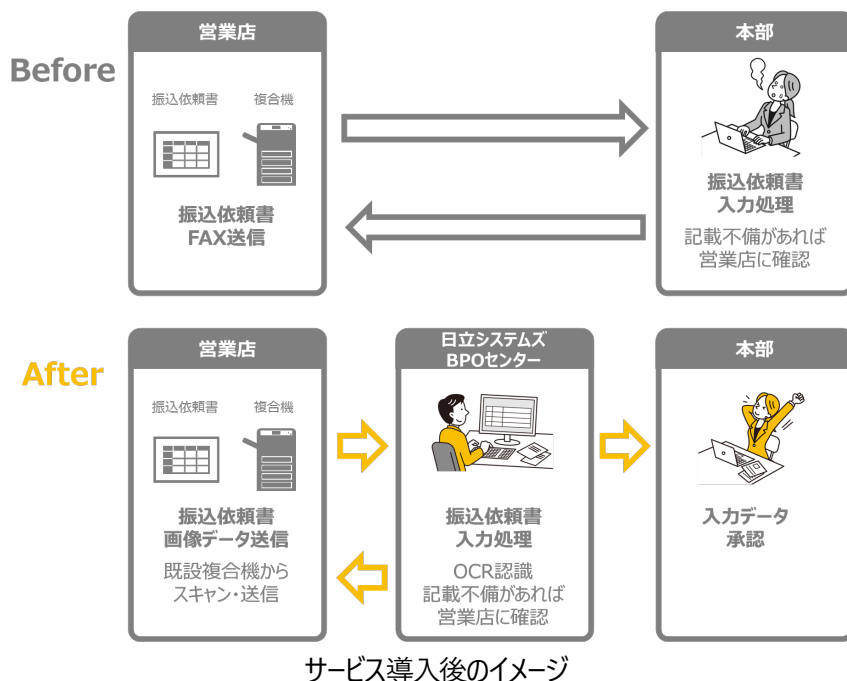 Before
営業店
振込依頼書
複合機
振込依頼書
FAX送信
本部
振込依頼書
入力処理
記載不備があれば
営業店に確認
After
営業店
振込依頼書
複合機
振込依頼書
画像データ送信
既設複合機から
スキャン・送信
日立システムズ
BPOセンター
振込依頼書
入力処理
OCR認識
記載不備があれば
営業店に確認
本部
入力データ
承認
サービス導入後のイメージ